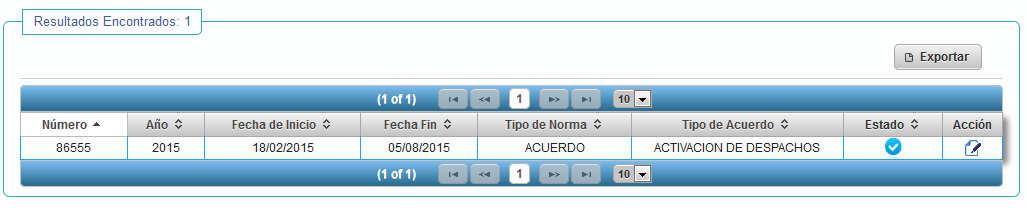 Resultados Encontrados: 1
Exportar
(1 of 1) 1 10
Número Año Fecha de Inicio Fecha Fin Tipo de Norma Tipo de Acuerdo Estado Acción
86555 2015 18/02/2015 05/08/2015 ACUERDO ACTIVACION DE DESPACHOS
(1 of 1) 1 10